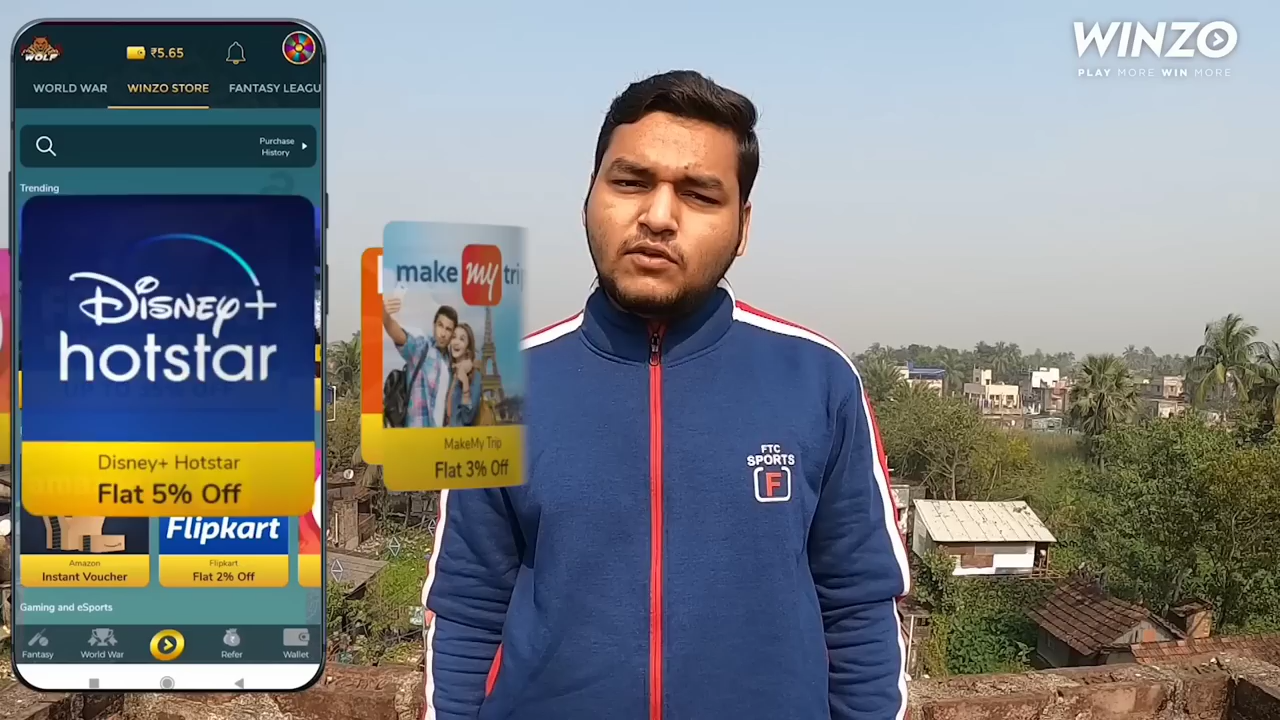 WOLF
₹5.65
WORLD WAR
WINZO STORE
FANTASY LEAGU
Purchase
History
Trending
Disney+
hotstar
Disney+ Hotstar
Flat 5% Off
Flipkart
Amazon
Instant Voucher
Flipkart
Flat 2% Off
Gaming and eSports
Fantasy
World War
Refer
Wallet
make my tri
MakeMy Trip
Flat 3% Off
WINZO
PLAY MORE WIN MORE
FTC
SPORTS
F